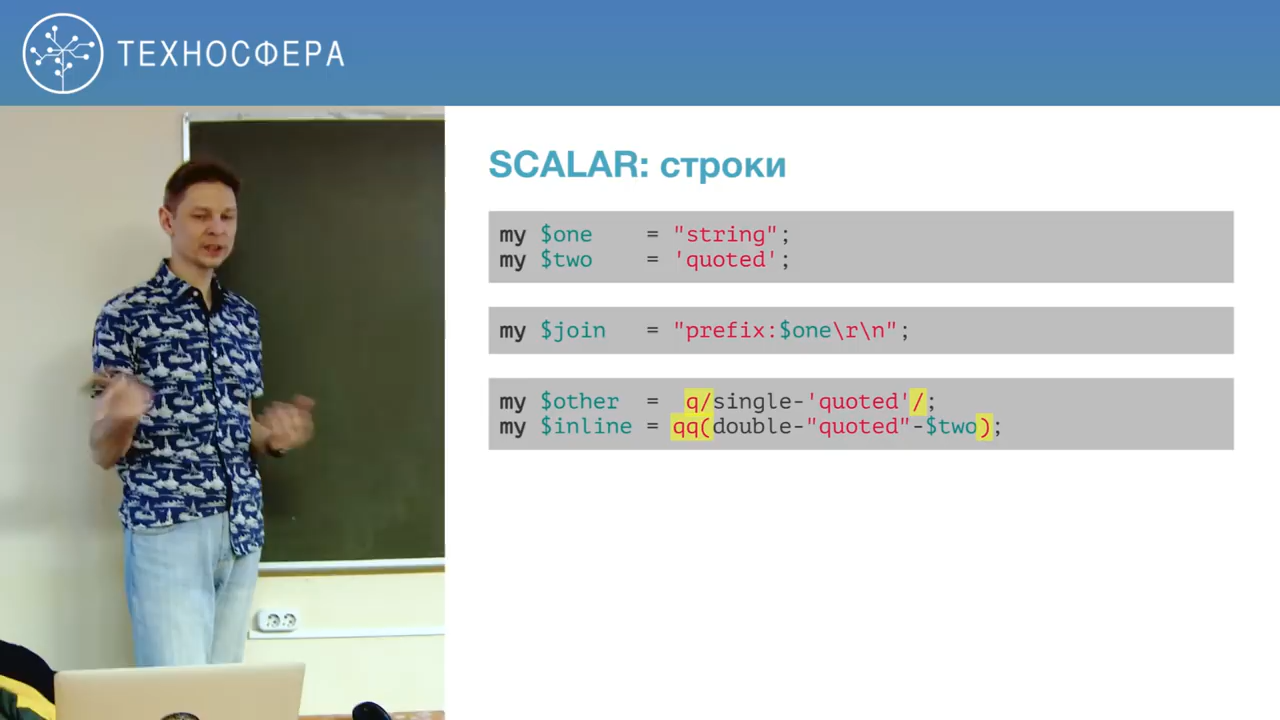 ТЕХНОСФЕРА
SCALAR: строки
my $one    = "string";
my $two    = 'quoted';
my $join   = "prefix:$one\r\n";
my $other  =  q/single-'quoted'/;
my $inline = qq(double-"quoted"-$two);